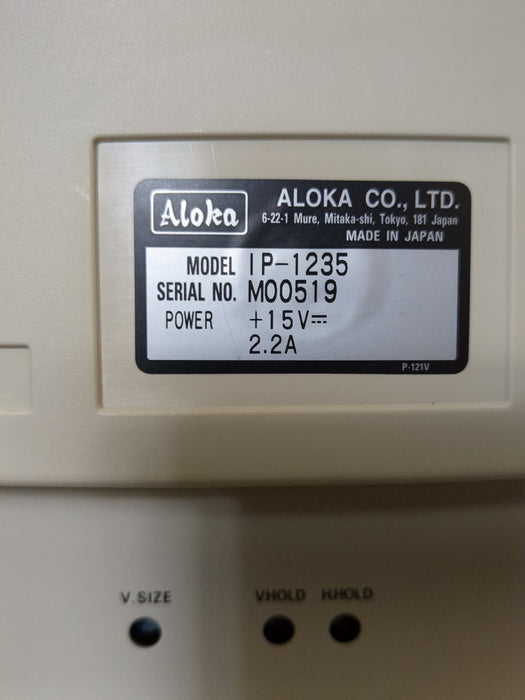 Aloka
ALOKA CO., LTD.
6-22-1 Mure, Mitaka-shi, Tokyo, 181 Japan
MADE IN JAPAN
MODEL IP-1235
SERIAL NO. M00519
POWER +15V⎓
2.2A
P-121V
V.SIZE V.HOLD H.HOLD